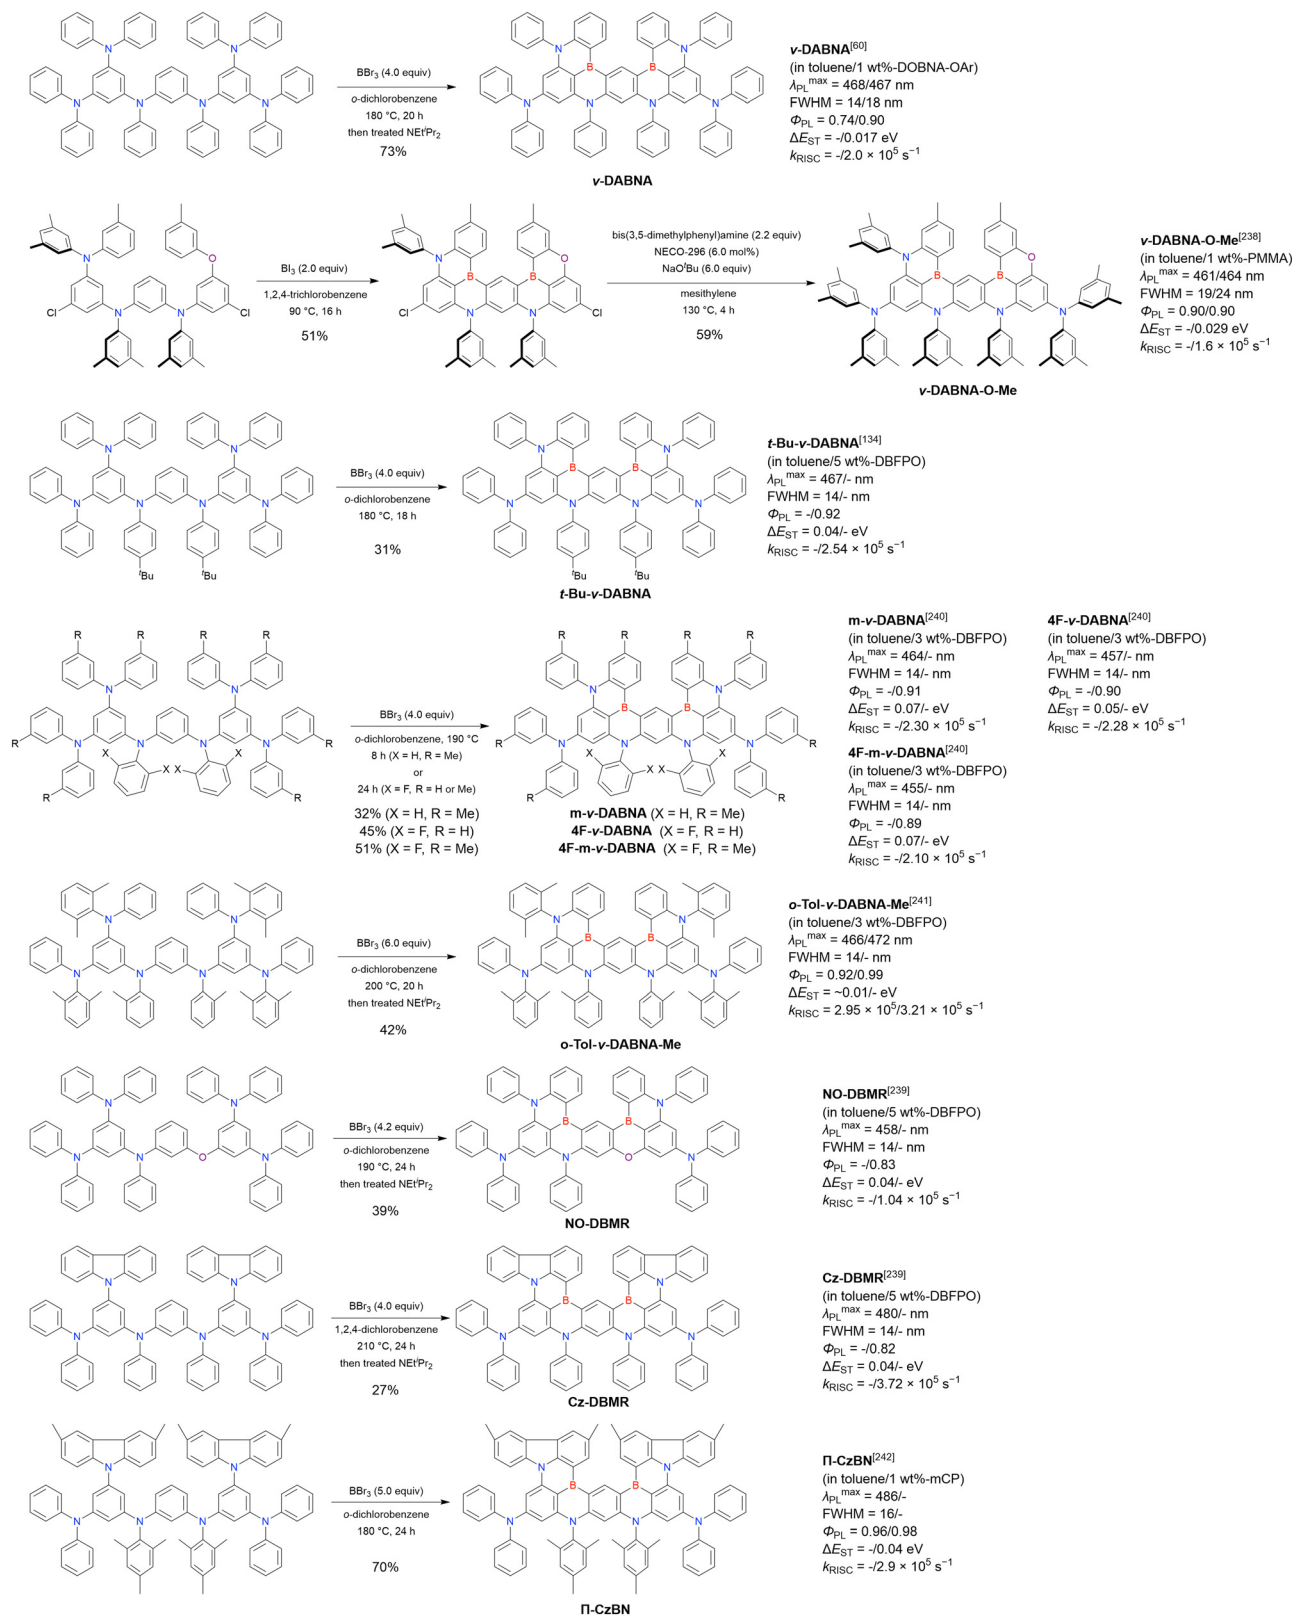 BBr3 (4.0 equiv)
o-dichlorobenzene
180 °C, 20 h
then treated NEtiPr2
73%
v-DABNA
v-DABNA[60]
(in toluene/1 wt%-DOBNA-OAr)
λPLmax = 468/467 nm
FWHM = 14/18 nm
ΦPL = 0.74/0.90
ΔEST = -/0.017 eV
kRISC = -/2.0 × 10⁵ s⁻¹
Cl
Cl
BI3 (2.0 equiv)
1,2,4-trichlorobenzene
90 °C, 16 h
51%
Cl
Cl
bis(3,5-dimethylphenyl)amine (2.2 equiv)
NECO-296 (6.0 mol%)
NaOtBu (6.0 equiv)
mesithylene
130 °C, 4 h
59%
v-DABNA-O-Me
v-DABNA-O-Me[238]
(in toluene/1 wt%-PMMA)
λPLmax = 461/464 nm
FWHM = 19/24 nm
ΦPL = 0.90/0.90
ΔEST = -/0.029 eV
kRISC = -/1.6 × 10⁵ s⁻¹
tBu
tBu
BBr3 (4.0 equiv)
o-dichlorobenzene
180 °C, 18 h
31%
tBu
tBu
t-Bu-v-DABNA
t-Bu-v-DABNA[134]
(in toluene/5 wt%-DBFPO)
λPLmax = 467/- nm
FWHM = 14/- nm
ΦPL = -/0.92
ΔEST = 0.04/- eV
kRISC = -/2.54 × 10⁵ s⁻¹
BBr3 (4.0 equiv)
o-dichlorobenzene, 190 °C
8 h (X = H, R = Me)
or
24 h (X = F, R = H or Me)
32% (X = H, R = Me)
45% (X = F, R = H)
51% (X = F, R = Me)
m-v-DABNA (X = H, R = Me)
4F-v-DABNA (X = F, R = H)
4F-m-v-DABNA (X = F, R = Me)
m-v-DABNA[240]
(in toluene/3 wt%-DBFPO)
λPLmax = 464/- nm
FWHM = 14/- nm
ΦPL = -/0.91
ΔEST = 0.07/- eV
kRISC = -/2.30 × 10⁵ s⁻¹
4F-v-DABNA[240]
(in toluene/3 wt%-DBFPO)
λPLmax = 457/- nm
FWHM = 14/- nm
ΦPL = -/0.90
ΔEST = 0.05/- eV
kRISC = -/2.28 × 10⁵ s⁻¹
4F-m-v-DABNA[240]
(in toluene/3 wt%-DBFPO)
λPLmax = 455/- nm
FWHM = 14/- nm
ΦPL = -/0.89
ΔEST = 0.07/- eV
kRISC = -/2.10 × 10⁵ s⁻¹
BBr3 (6.0 equiv)
o-dichlorobenzene
200 °C, 20 h
then treated NEtiPr2
42%
o-Tol-v-DABNA-Me
o-Tol-v-DABNA-Me[241]
(in toluene/3 wt%-DBFPO)
λPLmax = 466/472 nm
FWHM = 14/- nm
ΦPL = 0.92/0.99
ΔEST = ~0.01/- eV
kRISC = 2.95 × 10⁵/3.21 × 10⁵ s⁻¹
BBr3 (4.2 equiv)
o-dichlorobenzene
190 °C, 24 h
then treated NEtiPr2
39%
NO-DBMR
NO-DBMR[239]
(in toluene/5 wt%-DBFPO)
λPLmax = 458/- nm
FWHM = 14/- nm
ΦPL = -/0.83
ΔEST = 0.04/- eV
kRISC = -/1.04 × 10⁵ s⁻¹
BBr3 (4.0 equiv)
1,2,4-dichlorobenzene
210 °C, 24 h
then treated NEtiPr2
27%
Cz-DBMR
Cz-DBMR[239]
(in toluene/5 wt%-DBFPO)
λPLmax = 480/- nm
FWHM = 14/- nm
ΦPL = -/0.82
ΔEST = 0.04/- eV
kRISC = -/3.72 × 10⁵ s⁻¹
BBr3 (5.0 equiv)
o-dichlorobenzene
180 °C, 24 h
70%
Π-CzBN
Π-CzBN[242]
(in toluene/1 wt%-mCP)
λPLmax = 486/-
FWHM = 16/-
ΦPL = 0.96/0.98
ΔEST = -/0.04 eV
kRISC = -/2.9 × 10⁵ s⁻¹